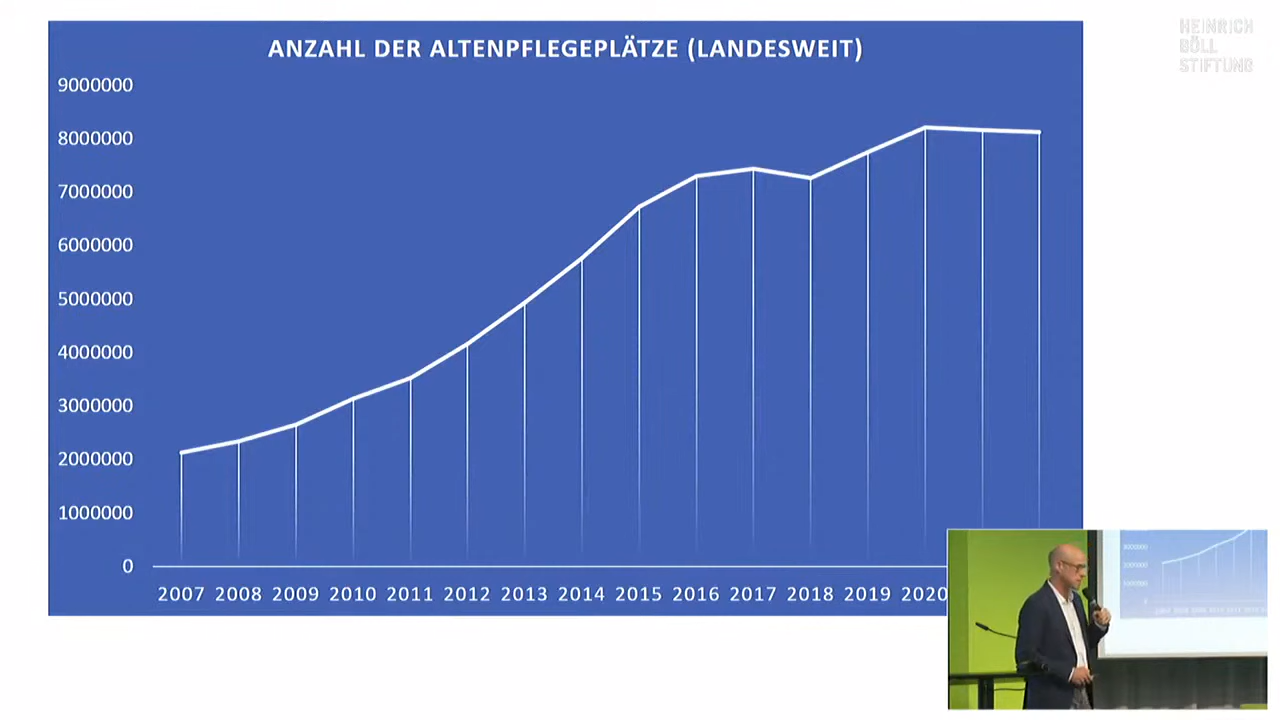 HEINRICH
BÖLL
STIFTUNG
ANZAHL DER ALTENPFLEGEPLÄTZE (LANDESWEIT)
9000000
8000000
7000000
6000000
5000000
4000000
3000000
2000000
1000000
0
2007 2008 2009 2010 2011 2012 2013 2014 2015 2016 2017 2018 2019 2020